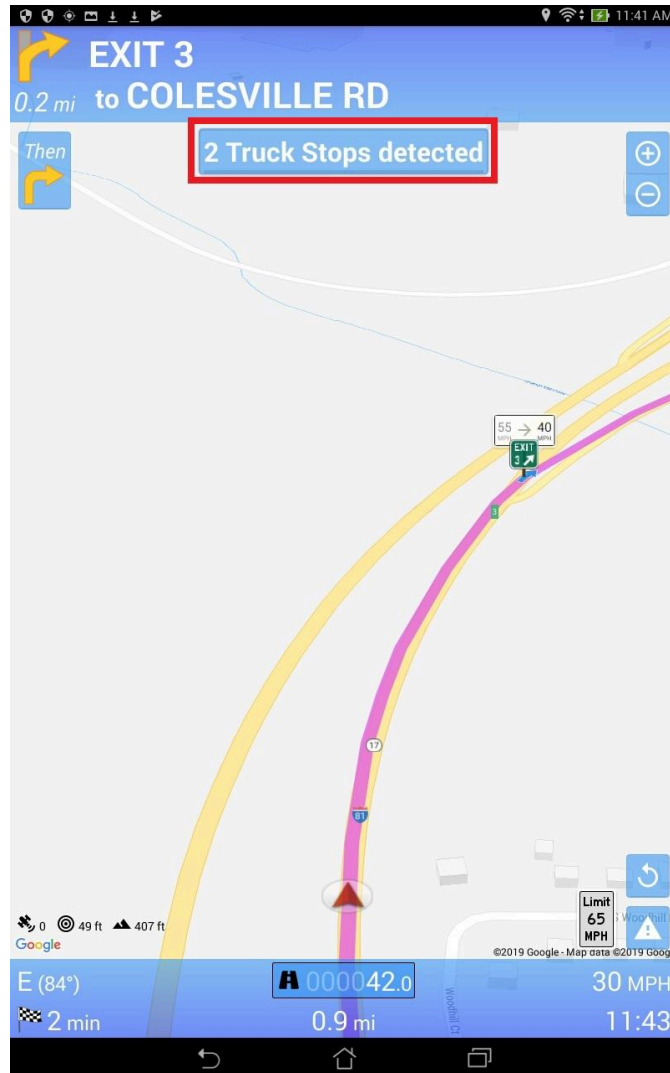 11:41 AM
EXIT 3
0.2 mi to COLESVILLE RD
Then
2 Truck Stops detected
55 → 40
MPH MPH
EXIT
3
3
17
81
0 49 ft 407 ft
Google
Limit
65
MPH
©2019 Google - Map data ©2019 Goog
E (84°) 000042.0 30 MPH
Woodhill Ct
2 min 0.9 mi 11:43